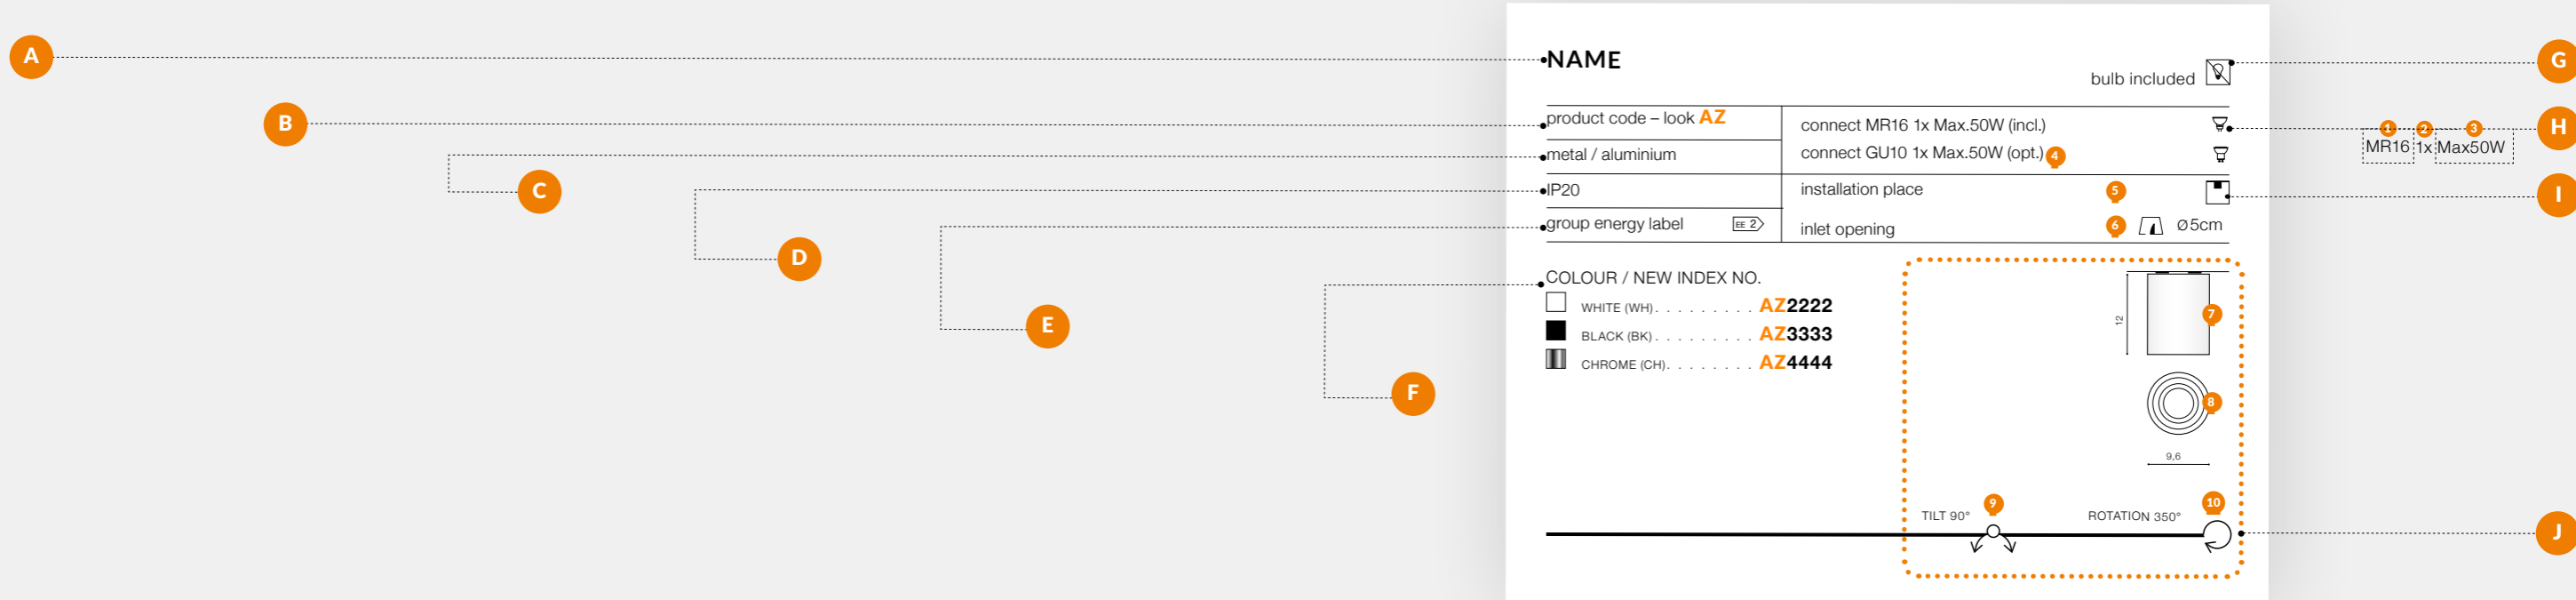 A
NAME
G
bulb included
B
product code – look AZ
connect MR16 1x Max.50W (incl.)
H
1 2 3
MR16 1x Max50W
metal / aluminium
connect GU10 1x Max.50W (opt.) 4
C
IP20
installation place 5
I
group energy label EE 2
inlet opening 6 Ø5cm
D
E
COLOUR / NEW INDEX NO.
WHITE (WH). . . . . . . . . AZ2222
BLACK (BK). . . . . . . . . AZ3333
CHROME (CH). . . . . . . . AZ4444
F
12
7
8
9,6
9
10
TILT 90°
ROTATION 350°
J